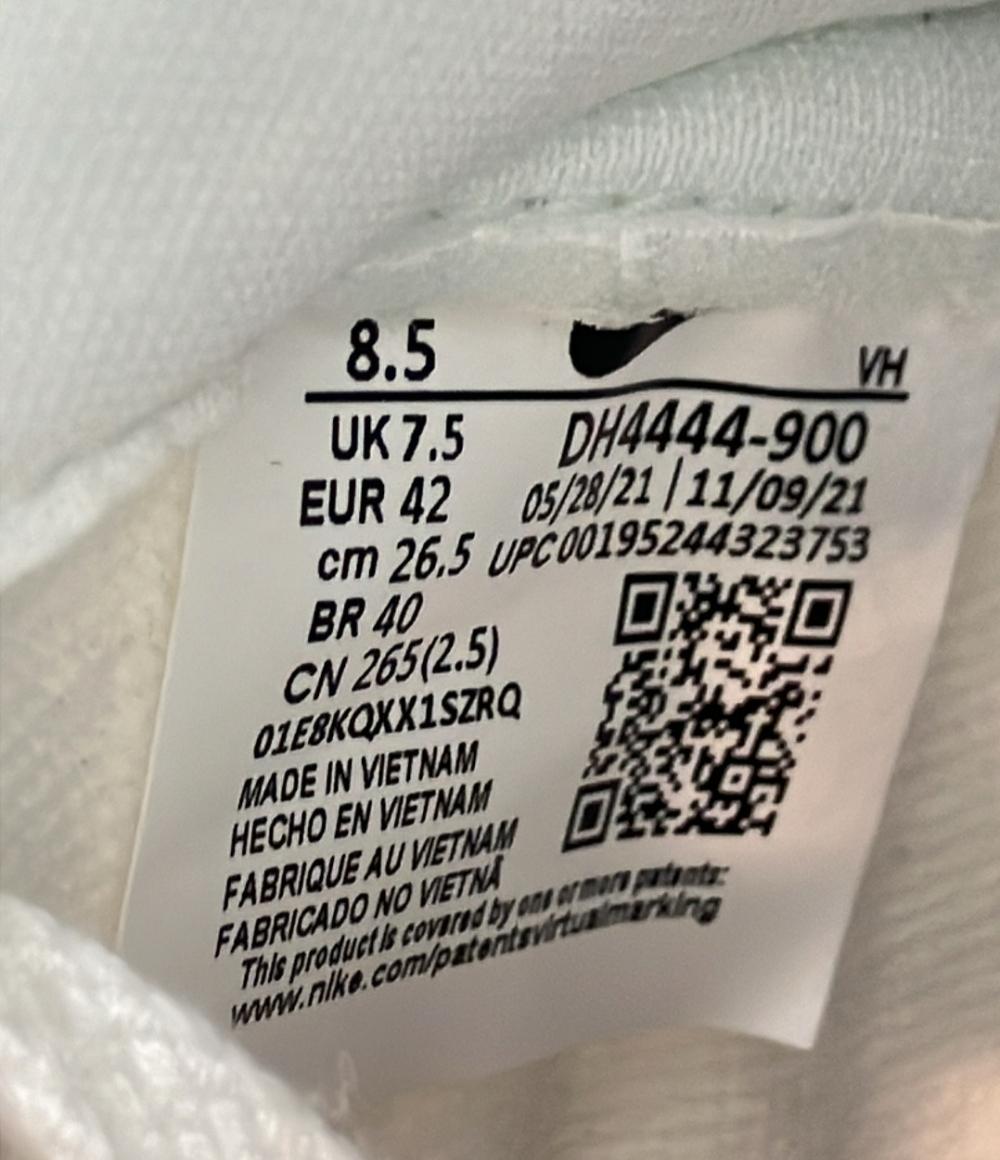 8.5 VH
UK 7.5 DH4444-900
EUR 42 05/28/21 | 11/09/21
cm 26.5 UPC00195244323753
BR 40
CN 265(2.5)
01E8KQXX1SZRQ
MADE IN VIETNAM
HECHO EN VIETNAM
FABRIQUE AU VIETNAM
FABRICADO NO VIETNÃ
This product is covered by one or more patents:
www.nike.com/patentsvirtualmarking